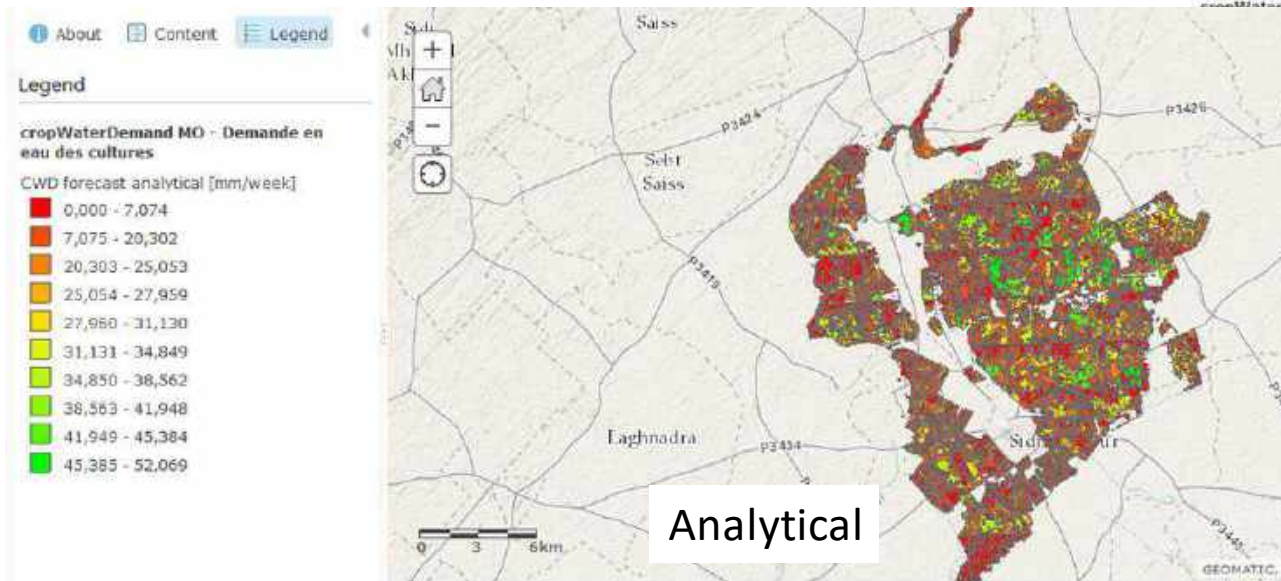 About
Content
Legend
Legend
cropWaterDemand MO - Demande en
eau des cultures
CWD forecast analytical [mm/week]
0,000 - 7,074
7,075 - 20,302
20,303 - 25,053
25,054 - 27,959
27,960 - 31,130
31,131 - 34,849
34,850 - 38,562
38,563 - 41,948
41,949 - 45,384
45,385 - 52,069
Saiss
P3424
P3426
Sebt
Saiss
P3419
Laghnadra
P3434
Analytical
0 3 6km
P3448
GEOMATIC,